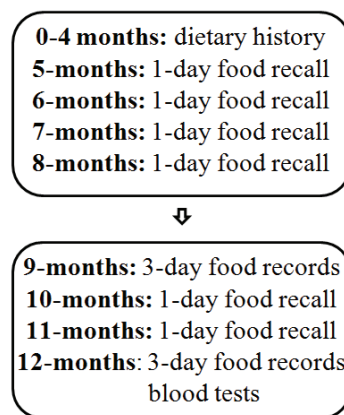 0-4 months: dietary history
5-months: 1-day food recall
6-months: 1-day food recall
7-months: 1-day food recall
8-months: 1-day food recall
9-months: 3-day food records
10-months: 1-day food recall
11-months: 1-day food recall
12-months: 3-day food records
blood tests